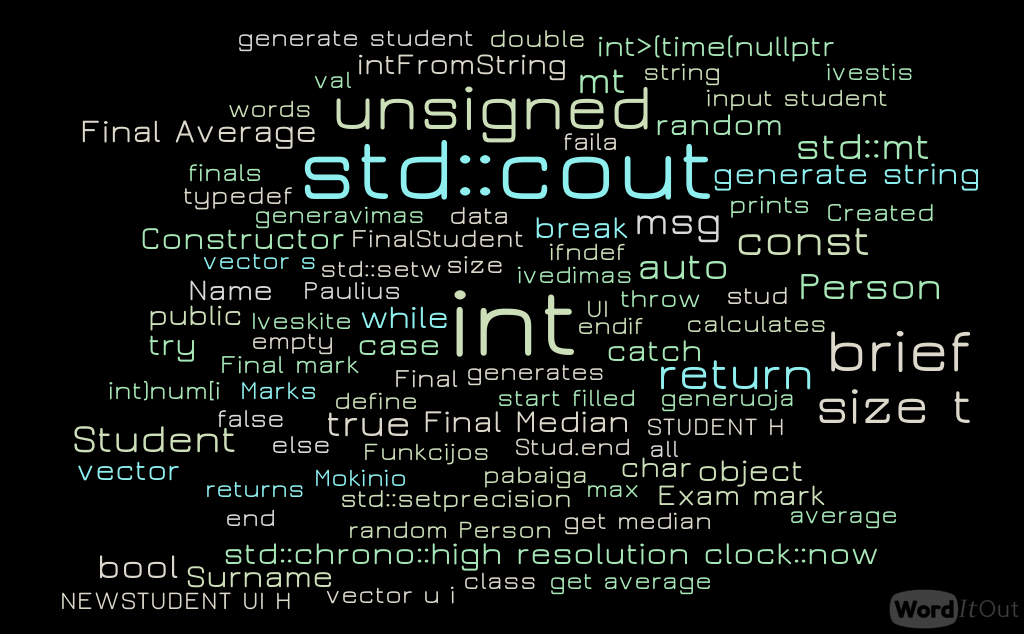 generate student double int>(time(nullptr
val intFromString mt string ivestis
words unsigned input student
Final Average faila random
std::cout std::mt
finals generate string
typedef
generavimas data msg prints Created
Constructor FinalStudent break const
ifndef
vector s std::setw size ivedimas auto
Name Paulius int UI throw stud Person
public Iveskite while endif calculates
try empty case catch brief
Final mark
int)num[i Marks Final generates return
define start filled generuoja size t
false true Final Median STUDENT H
Student else Funkcijos Stud.end all
vector Mokinio pabaiga char object
returns std::setprecision max Exam mark
end random Person get median average
std::chrono::high resolution clock::now
bool Surname class get average
NEWSTUDENT UI H vector u i
WordItOut